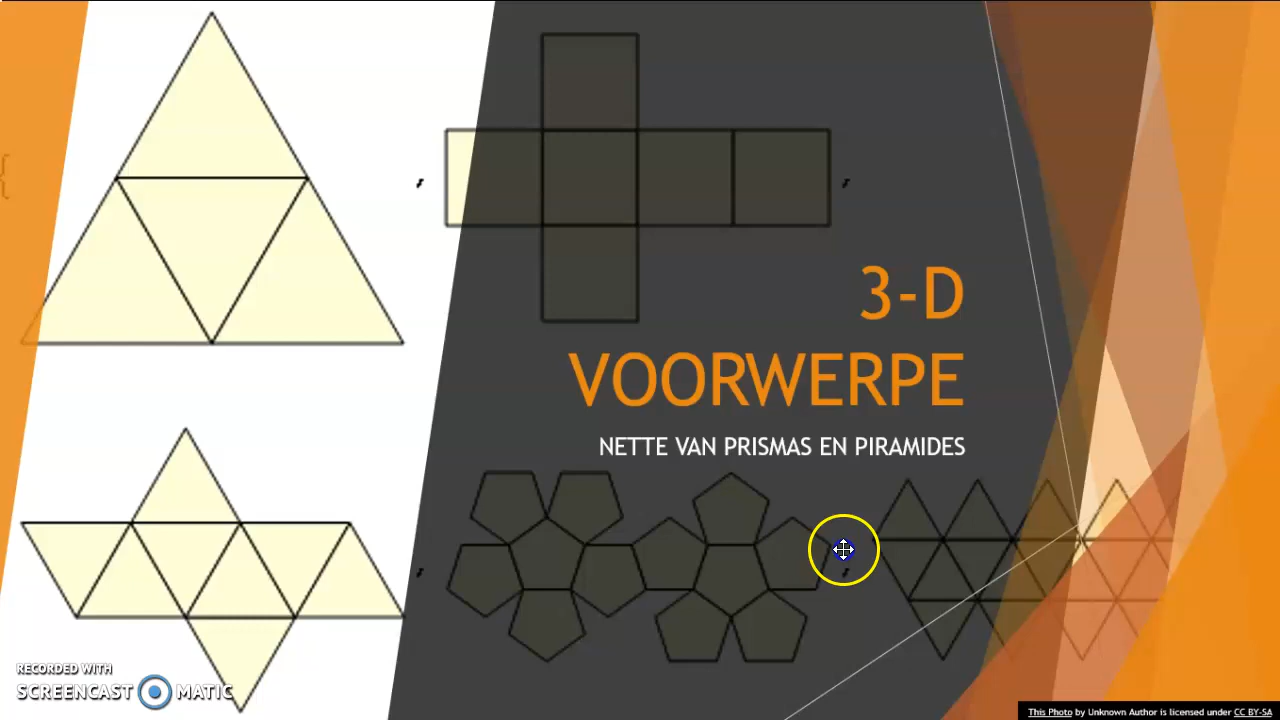 3-D
VOORWERPE
NETTE VAN PRISMAS EN PIRAMIDES
RECORDED WITH
SCREENCAST MATIC
This Photo by Unknown Author is licensed under CC BY-SA